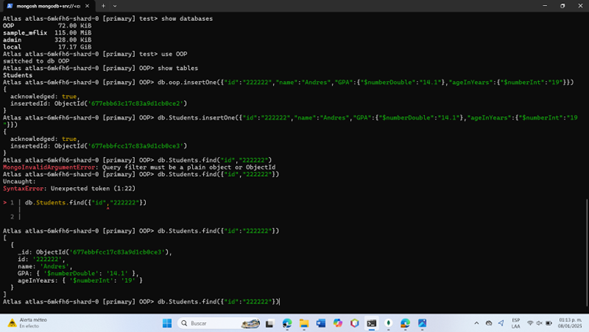 mongosh mongodb+srv://<c
Atlas atlas-6mkfh6-shard-0 [primary] test> show databases
OOP 72.00 KiB
sample_mflix 115.00 MiB
admin 328.00 KiB
local 17.17 GiB
Atlas atlas-6mkfh6-shard-0 [primary] test> use OOP
switched to db OOP
Atlas atlas-6mkfh6-shard-0 [primary] OOP> show tables
Students
Atlas atlas-6mkfh6-shard-0 [primary] OOP> db.oop.insertOne({"id":"222222","name":"Andres","GPA":{"$numberDouble":"14.1"},"ageInYears":{"$numberInt":"19"}})
{
acknowledged: true,
insertedId: ObjectId('677ebb63c17c83a9d1cb0ce2')
}
Atlas atlas-6mkfh6-shard-0 [primary] OOP> db.Students.insertOne({"id":"222222","name":"Andres","GPA":{"$numberDouble":"14.1"},"ageInYears":{"$numberInt":"19
"}})
{
acknowledged: true,
insertedId: ObjectId('677ebbfcc17c83a9d1cb0ce3')
}
Atlas atlas-6mkfh6-shard-0 [primary] OOP> db.Students.find("id","222222")
MongoInvalidArgumentError: Query filter must be a plain object or ObjectId
Atlas atlas-6mkfh6-shard-0 [primary] OOP> db.Students.find({"id","222222"})
Uncaught:
SyntaxError: Unexpected token (1:22)
> 1 | db.Students.find({"id","222222"})
|
2 |
Atlas atlas-6mkfh6-shard-0 [primary] OOP> db.Students.find({"id":"222222"})
[
{
_id: ObjectId('677ebbfcc17c83a9d1cb0ce3'),
id: '222222',
name: 'Andres',
GPA: { '$numberDouble': '14.1' },
ageInYears: { '$numberInt': '19' }
}
]
Atlas atlas-6mkfh6-shard-0 [primary] OOP> db.Students.find({"id":"222222"})
Alerta meteo
Efectivo
Buscar
ESP
LAA
01:53 p. m.
08/01/2025